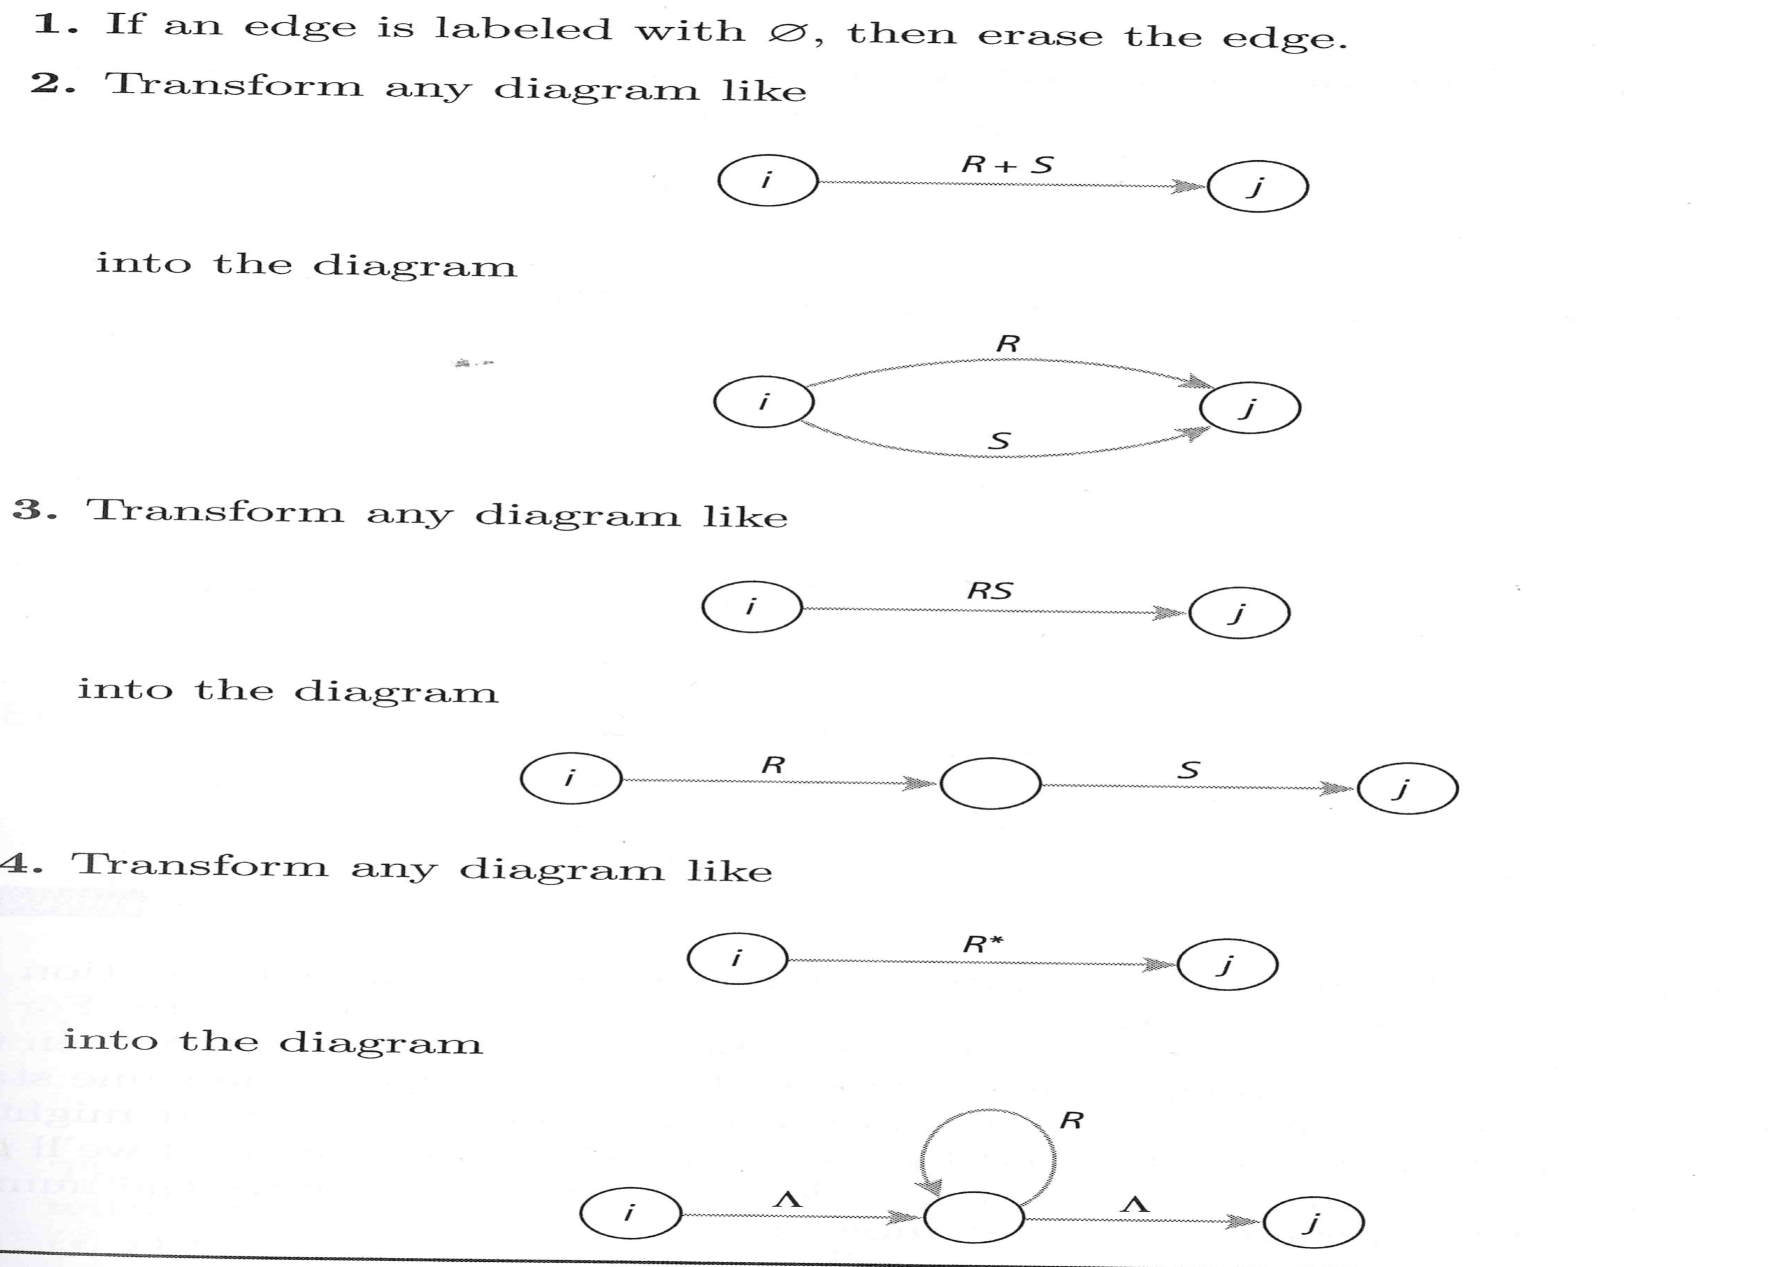 1. If an edge is labeled with ∅, then erase the edge.
2. Transform any diagram like
R + S
i j
into the diagram
R
i j
S
3. Transform any diagram like
RS
i j
into the diagram
R S
i j
4. Transform any diagram like
R*
i j
into the diagram
R
Λ Λ
i j